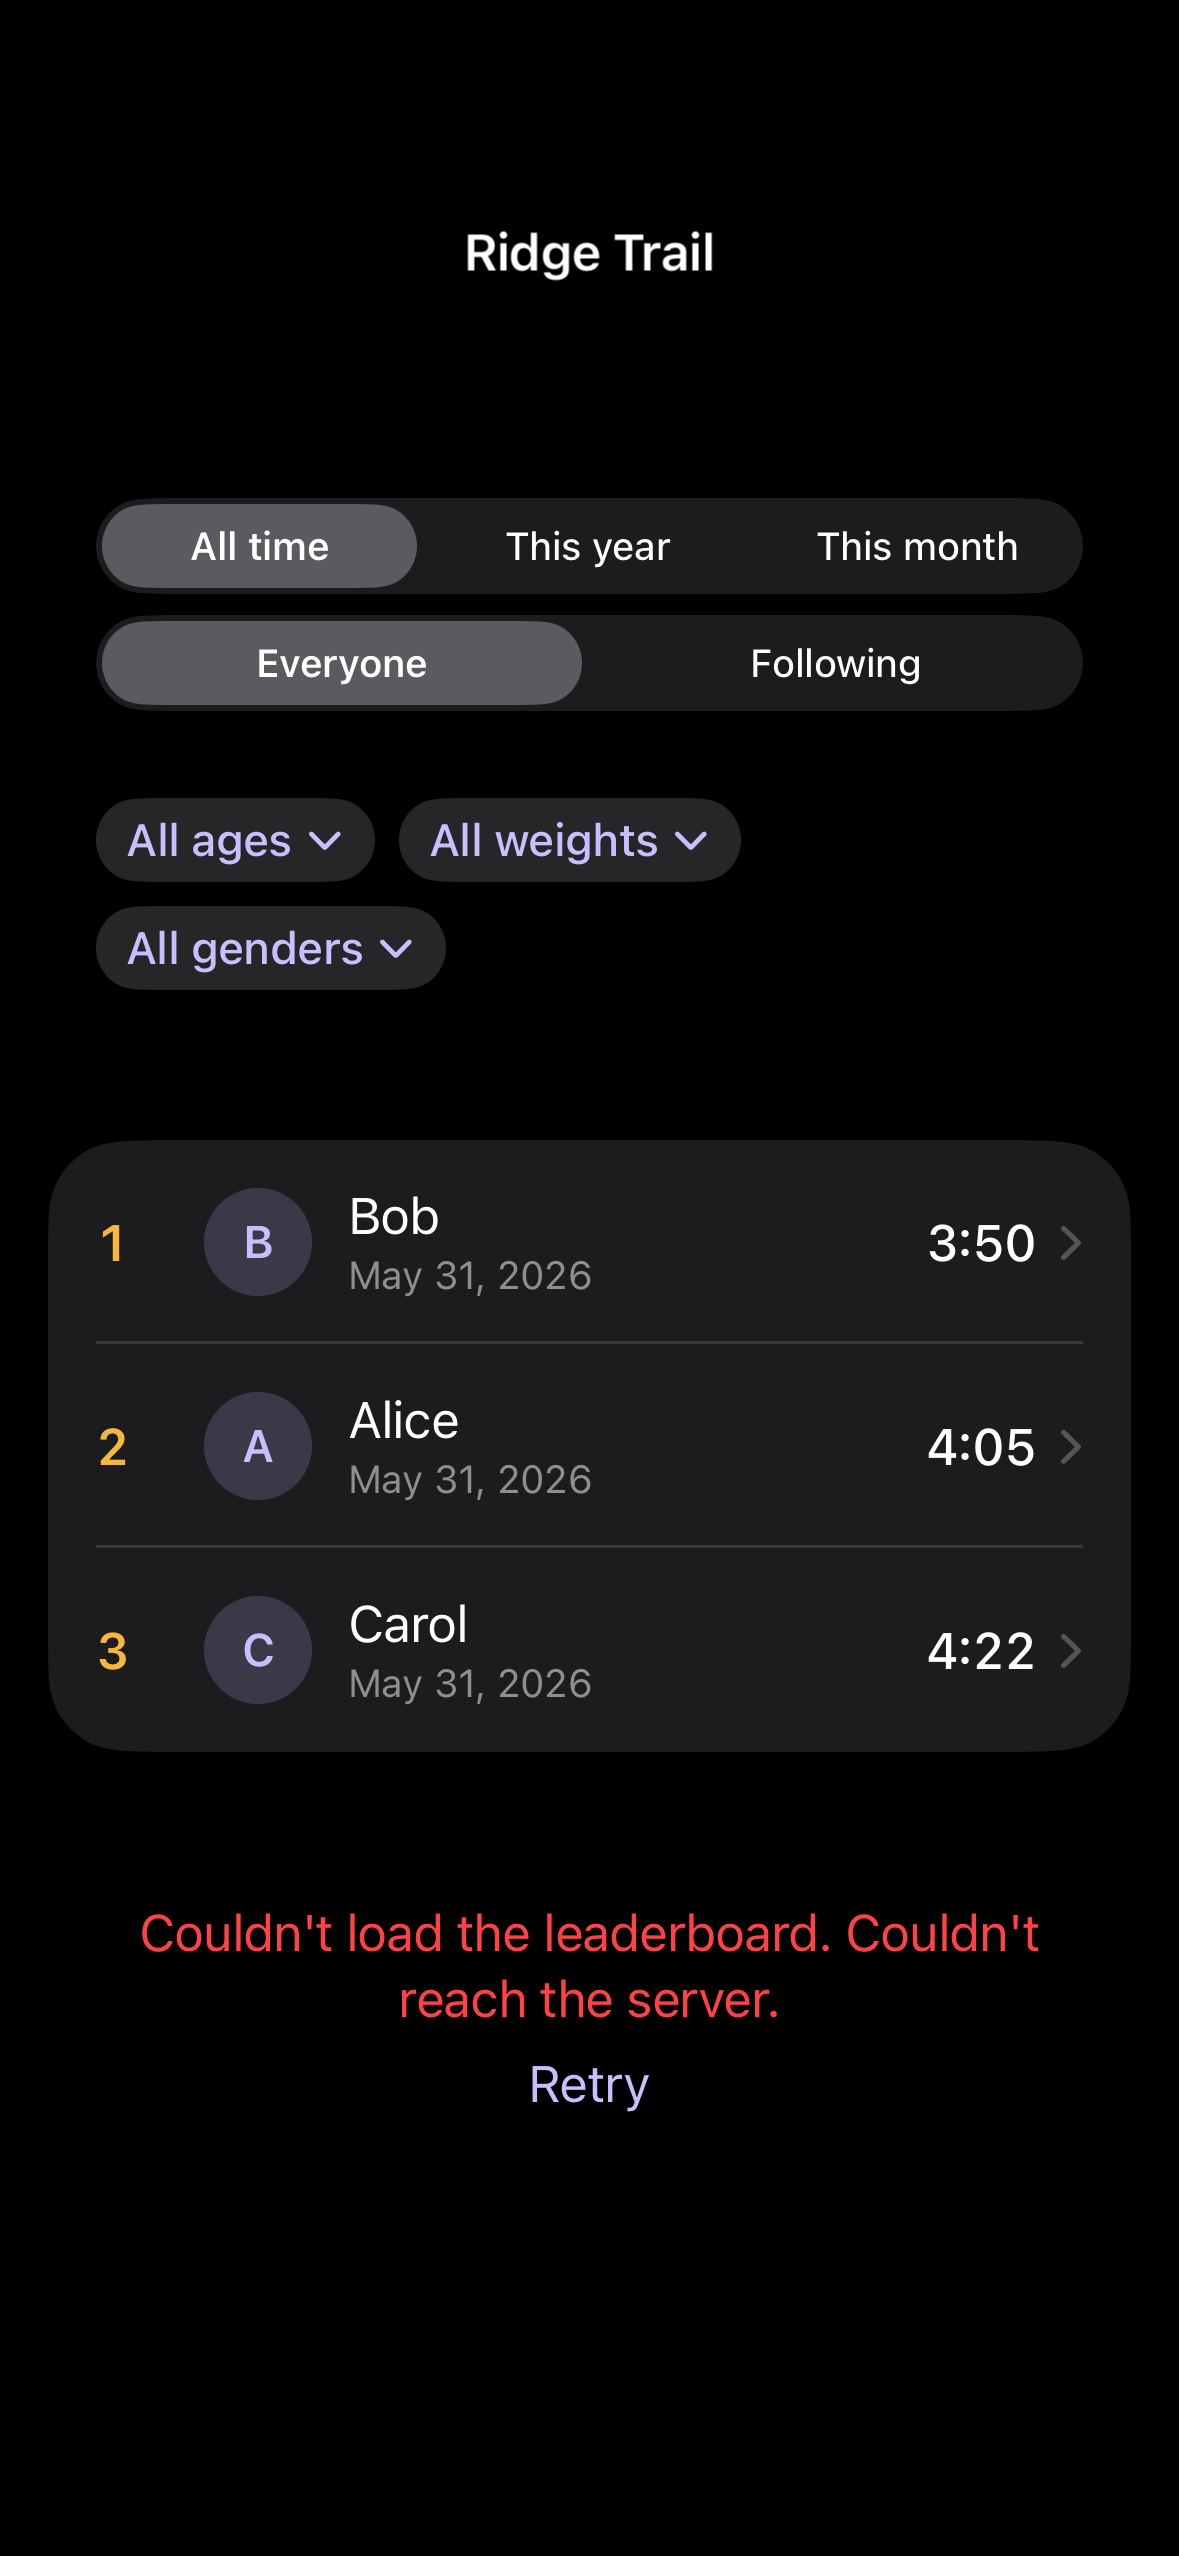 Ridge Trail
All time This year This month
Everyone Following
All ages All weights
All genders
1 B Bob 3:50
May 31, 2026
2 A Alice 4:05
May 31, 2026
3 C Carol 4:22
May 31, 2026
Couldn't load the leaderboard. Couldn't
reach the server.
Retry